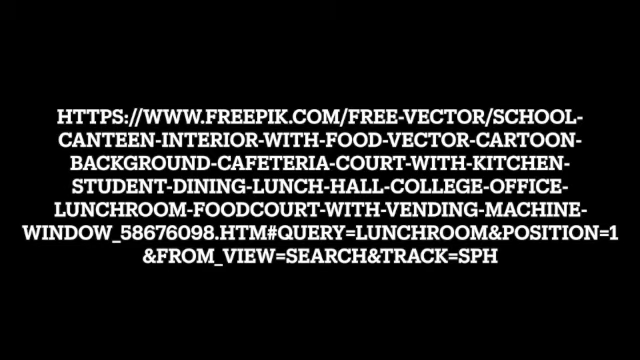 HTTPS://WWW.FREEPIK.COM/FREE-VECTOR/SCHOOL-
CANTEEN-INTERIOR-WITH-FOOD-VECTOR-CARTOON-
BACKGROUND-CAFETERIA-COURT-WITH-KITCHEN-
STUDENT-DINING-LUNCH-HALL-COLLEGE-OFFICE-
LUNCHROOM-FOODCOURT-WITH-VENDING-MACHINE-
WINDOW_58676098.HTM#QUERY=LUNCHROOM&POSITION=1
&FROM_VIEW=SEARCH&TRACK=SPH